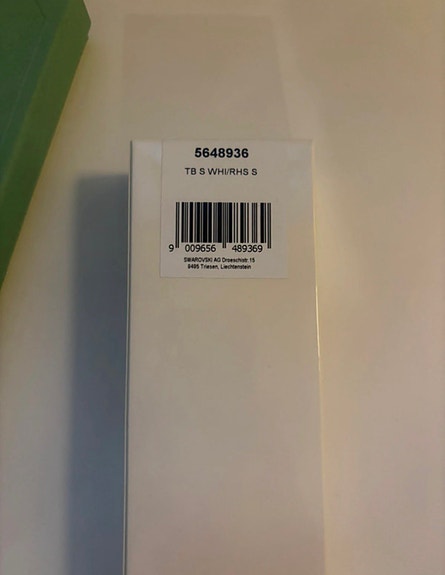 5648936
TB S WHI/RHS S
9 009656 489369
SWAROVSKI AG Droeschistr.15
9495 Triesen, Liechtenstein